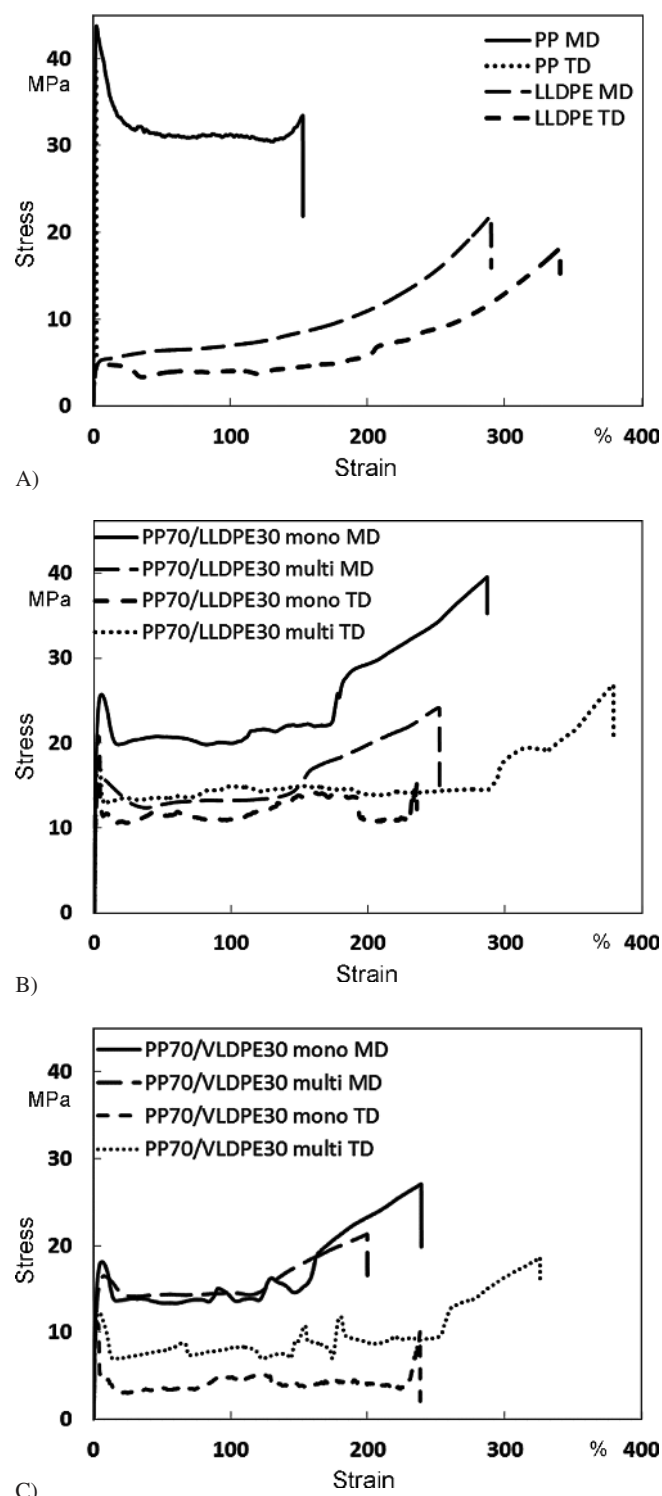 40
MPa
30
20
10
0
Stress
PP MD
PP TD
LLDPE MD
LLDPE TD
0 100 200 300 % 400
Strain
A)
40
MPa
30
20
10
0
Stress
PP70/LLDPE30 mono MD
PP70/LLDPE30 multi MD
PP70/LLDPE30 mono TD
PP70/LLDPE30 multi TD
0 100 200 300 % 400
Strain
B)
40
MPa
30
20
10
0
Stress
PP70/VLDPE30 mono MD
PP70/VLDPE30 multi MD
PP70/VLDPE30 mono TD
PP70/VLDPE30 multi TD
0 100 200 300 % 400
Strain
C)